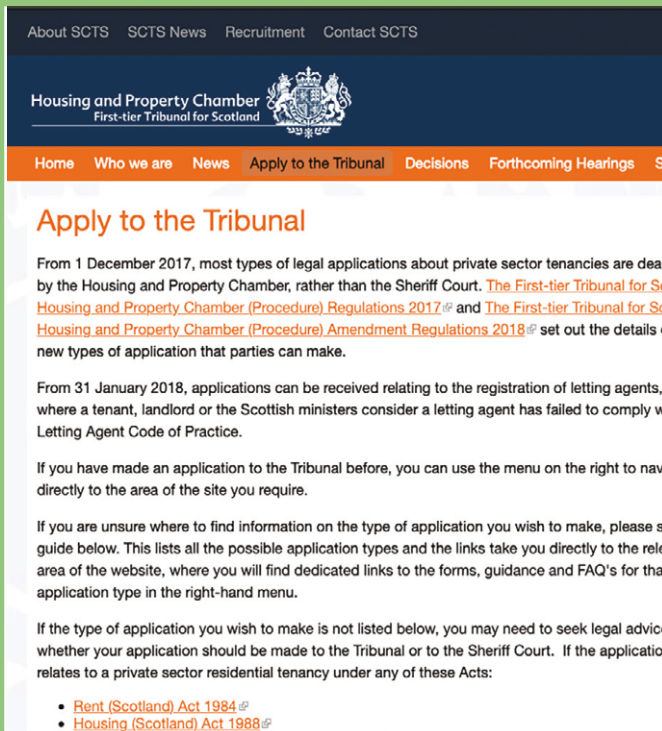 About SCTS SCTS News Recruitment Contact SCTS
Housing and Property Chamber
First-tier Tribunal for Scotland
Home Who we are News Apply to the Tribunal Decisions Forthcoming Hearings S
Apply to the Tribunal
From 1 December 2017, most types of legal applications about private sector tenancies are dea
by the Housing and Property Chamber, rather than the Sheriff Court. The First-tier Tribunal for Sc
Housing and Property Chamber (Procedure) Regulations 2017 and The First-tier Tribunal for Sc
Housing and Property Chamber (Procedure) Amendment Regulations 2018 set out the details
new types of application that parties can make.
From 31 January 2018, applications can be received relating to the registration of letting agents,
where a tenant, landlord or the Scottish ministers consider a letting agent has failed to comply w
Letting Agent Code of Practice.
If you have made an application to the Tribunal before, you can use the menu on the right to nav
directly to the area of the site you require.
If you are unsure where to find information on the type of application you wish to make, please s
guide below. This lists all the possible application types and the links take you directly to the rele
area of the website, where you will find dedicated links to the forms, guidance and FAQ's for tha
application type in the right-hand menu.
If the type of application you wish to make is not listed below, you may need to seek legal advice
whether your application should be made to the Tribunal or to the Sheriff Court. If the applicatio
relates to a private sector residential tenancy under any of these Acts:
• Rent (Scotland) Act 1984
• Housing (Scotland) Act 1988